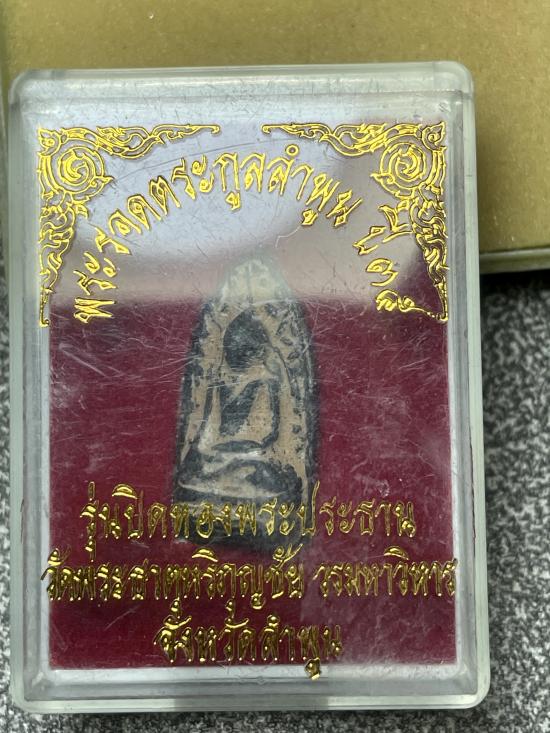 พระรอดตระกูลลำพูน
รุ่นปิดทองพระประธาน
วัดพระธาตุหริภุญชัย วรมหาวิหาร
จังหวัดลำพูน